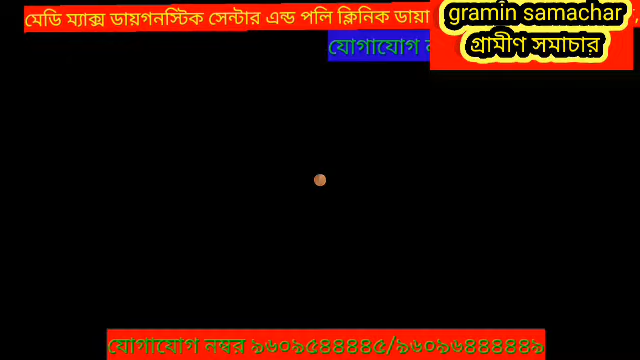 মেডি ম্যাক্স ডায়গনস্টিক সেন্টার এন্ড পলি ক্লিনিক ডায়া
gramin samachar
যোগাযোগ
গ্রামীণ সমাচার
যোগাযোগ নম্বর ৯৬০৯৫৪৪৪৪৫/৯৬০৯৬৪৪৪৪৪৯